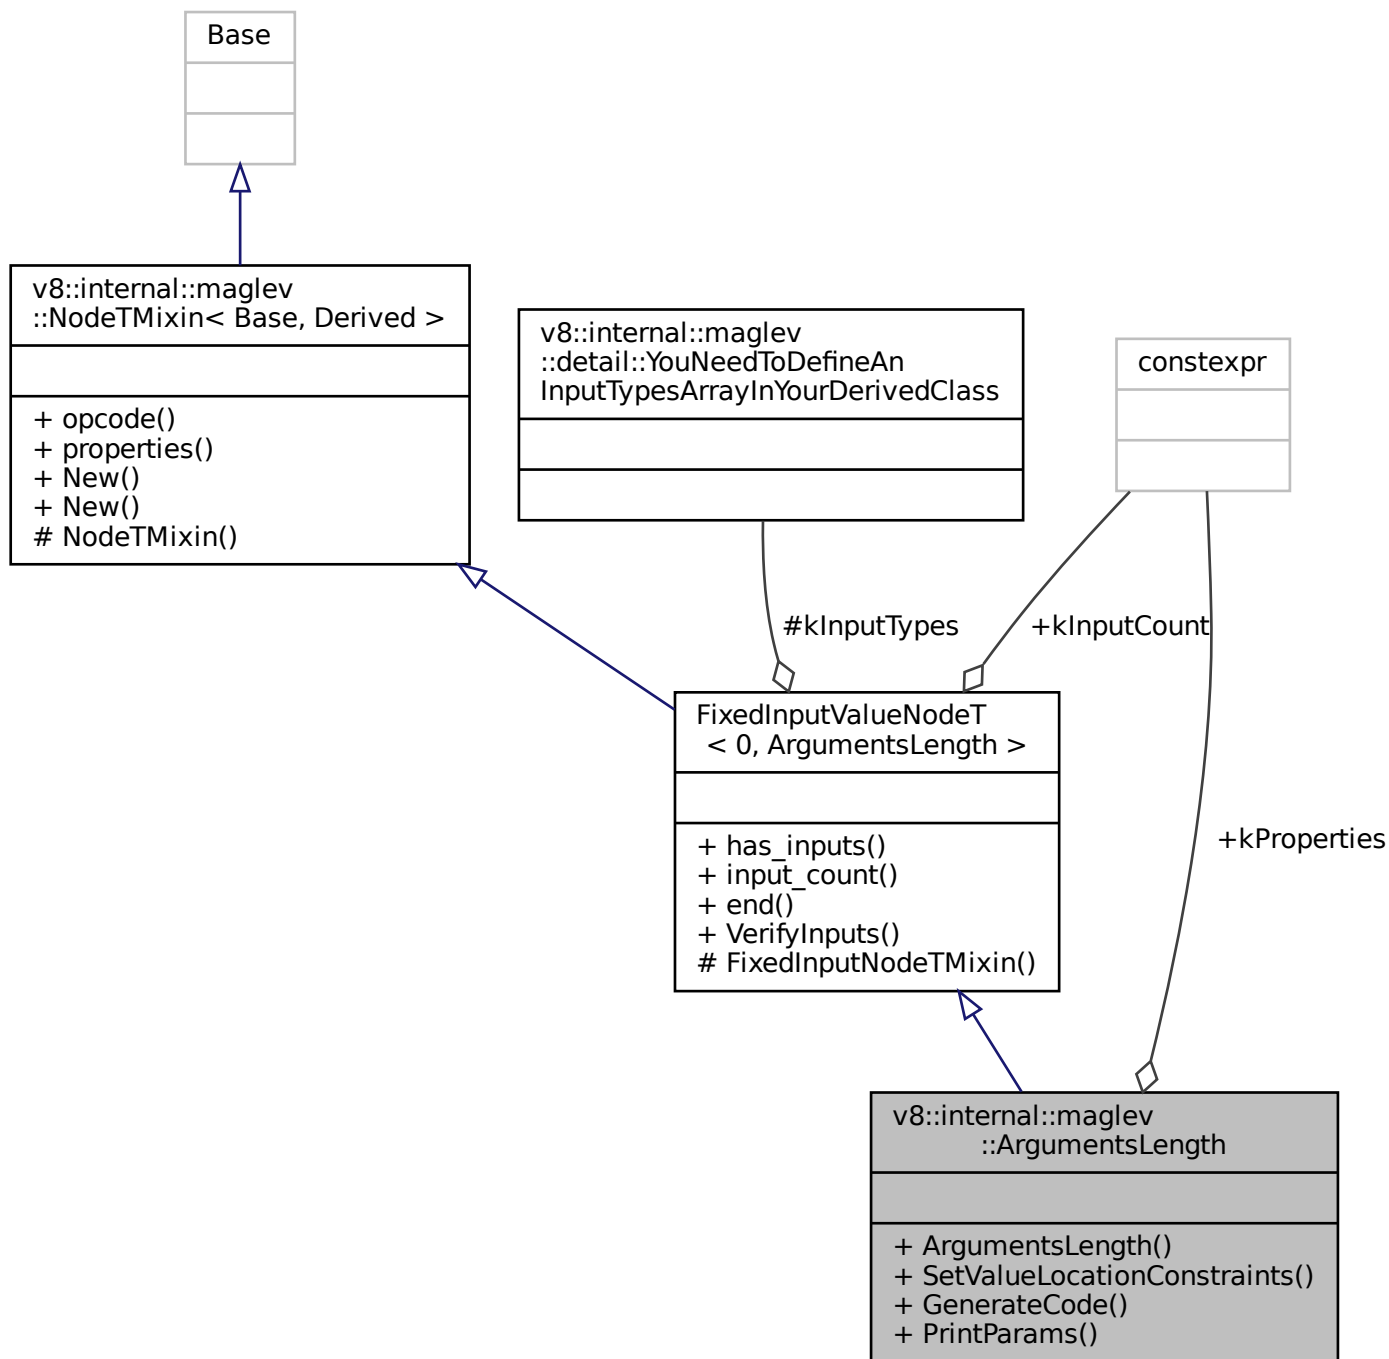 Base
v8::internal::maglev
::NodeTMixin< Base, Derived >
+ opcode()
+ properties()
+ New()
+ New()
# NodeTMixin()
v8::internal::maglev
::detail::YouNeedToDefineAn
InputTypesArrayInYourDerivedClass
constexpr
#kInputTypes
+kInputCount
FixedInputValueNodeT
< 0, ArgumentsLength >
+ has_inputs()
+ input_count()
+ end()
+ VerifyInputs()
# FixedInputNodeTMixin()
+kProperties
v8::internal::maglev
::ArgumentsLength
+ ArgumentsLength()
+ SetValueLocationConstraints()
+ GenerateCode()
+ PrintParams()